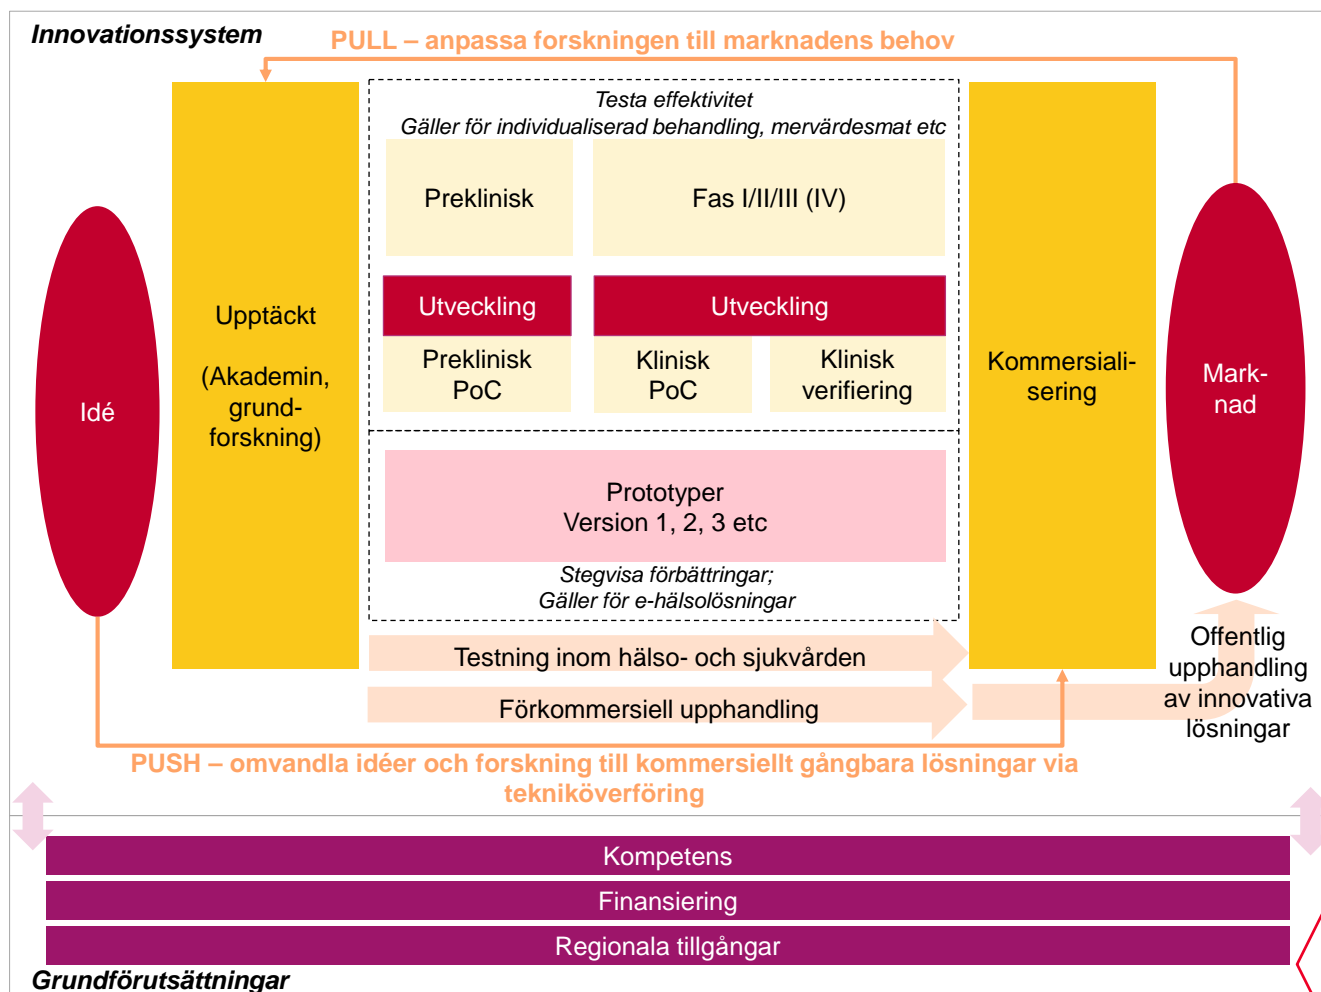 Innovationssystem
PULL – anpassa forskningen till marknadens behov
Testa effektivitet
Gäller för individualiserad behandling, mervärdesmat etc
Preklinisk
Fas I/II/III (IV)
Utveckling
Utveckling
Preklinisk
PoC
Klinisk
PoC
Klinisk
verifiering
Idé
Upptäckt
(Akademin,
grund-
forskning)
Prototyper
Version 1, 2, 3 etc
Stegvisa förbättringar;
Gäller för e-hälsolösningar
Kommersiali-
sering
Mark-
nad
Testning inom hälso- och sjukvården
Förkommersiell upphandling
Offentlig
upphandling
av innovativa
lösningar
PUSH – omvandla idéer och forskning till kommersiellt gångbara lösningar via
tekniköverföring
Kompetens
Finansiering
Regionala tillgångar
Grundförutsättningar